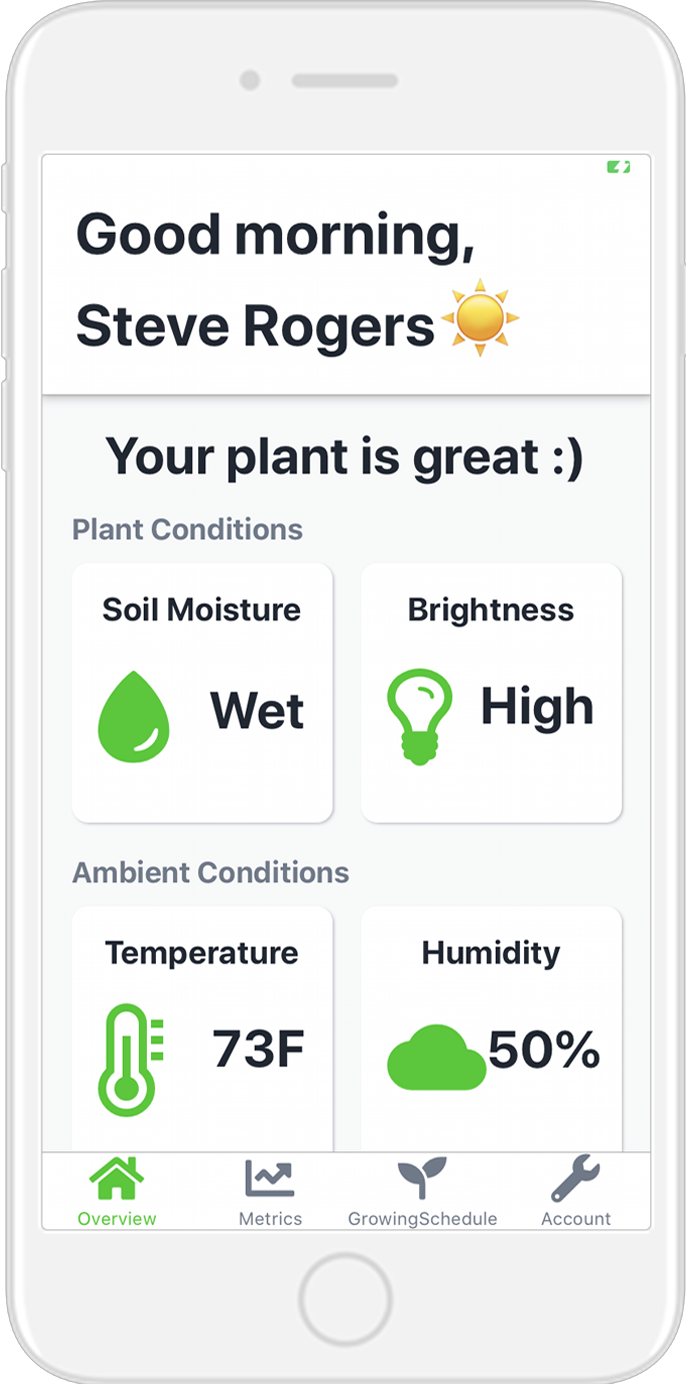 Good morning,
Steve Rogers
Your plant is great :)
Plant Conditions
Soil Moisture
Wet
Brightness
High
Ambient Conditions
Temperature
73F
Humidity
50%
Overview
Metrics
GrowingSchedule
Account